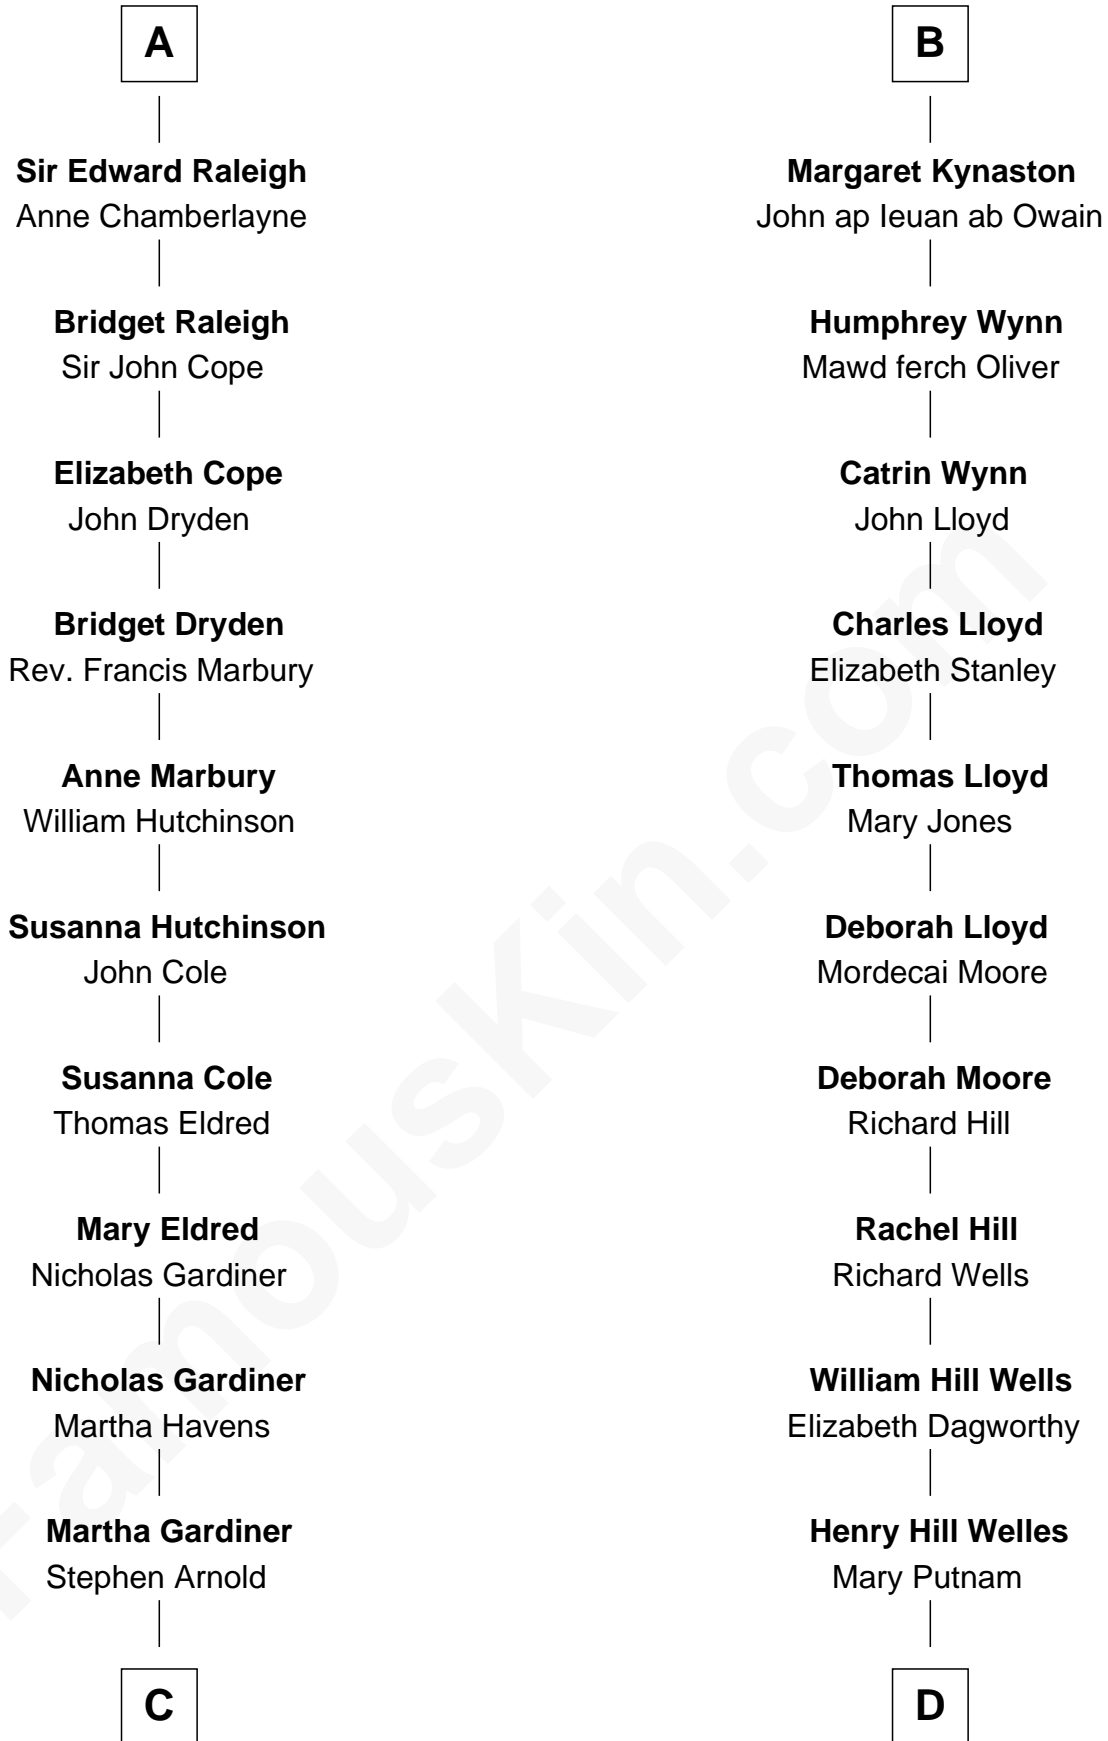 A
Sir Edward Raleigh
Anne Chamberlayne
Bridget Raleigh
Sir John Cope
Elizabeth Cope
John Dryden
Bridget Dryden
Rev. Francis Marbury
Anne Marbury
William Hutchinson
Susanna Hutchinson
John Cole
Susanna Cole
Thomas Eldred
Mary Eldred
Nicholas Gardiner
Nicholas Gardiner
Martha Havens
Martha Gardiner
Stephen Arnold
C
B
Margaret Kynaston
John ap Ieuan ab Owain
Humphrey Wynn
Mawd ferch Oliver
Catrin Wynn
John Lloyd
Charles Lloyd
Elizabeth Stanley
Thomas Lloyd
Mary Jones
Deborah Lloyd
Mordecai Moore
Deborah Moore
Richard Hill
Rachel Hill
Richard Wells
William Hill Wells
Elizabeth Dagworthy
Henry Hill Welles
Mary Putnam
D
FamousKin.com